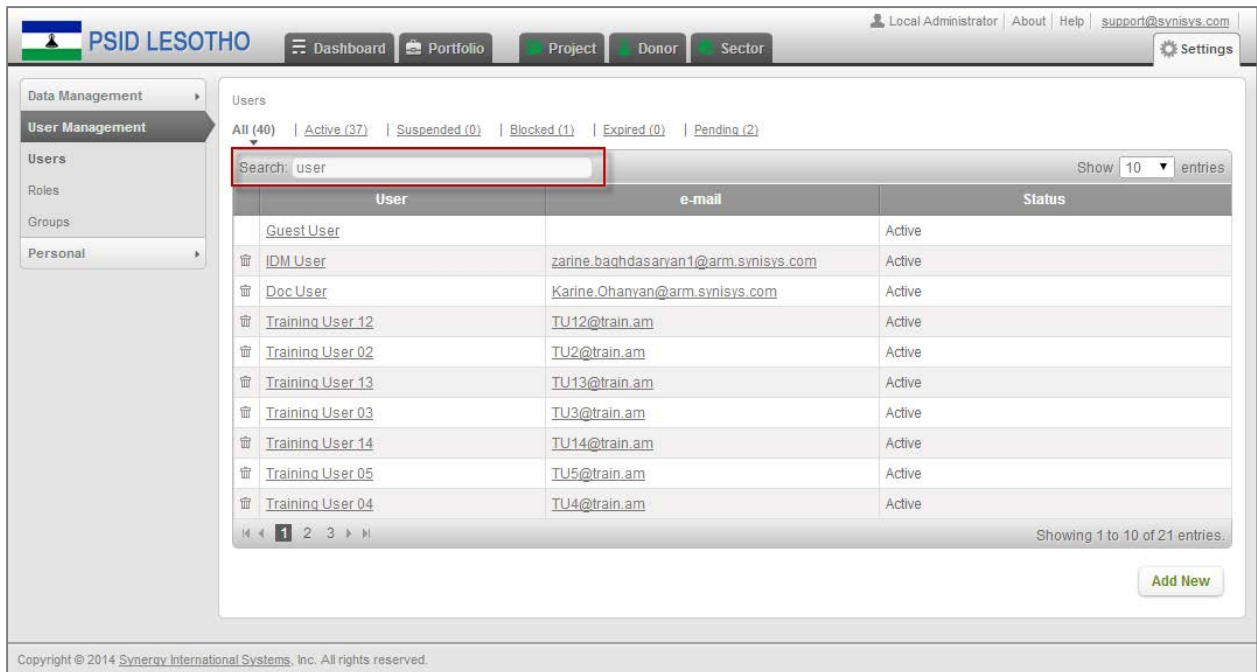 Local Administrator | About | Help | support@synisys.com
PSID LESOTHO
Dashboard Portfolio Project Donor Sector Settings
Data Management
User Management
Users
Roles
Groups
Personal
Users
All (40) | Active (37) | Suspended (0) | Blocked (1) | Expired (0) | Pending (2)
Search: user Show 10 entries
User e-mail Status
Guest User Active
IDM User zarine.baghdasaryan1@arm.synisys.com Active
Doc User Karine.Ohanyan@arm.synisys.com Active
Training User 12 TU12@train.am Active
Training User 02 TU2@train.am Active
Training User 13 TU13@train.am Active
Training User 03 TU3@train.am Active
Training User 14 TU14@train.am Active
Training User 05 TU5@train.am Active
Training User 04 TU4@train.am Active
1 2 3 Showing 1 to 10 of 21 entries.
Add New
Copyright © 2014 Synergy International Systems, Inc. All rights reserved.